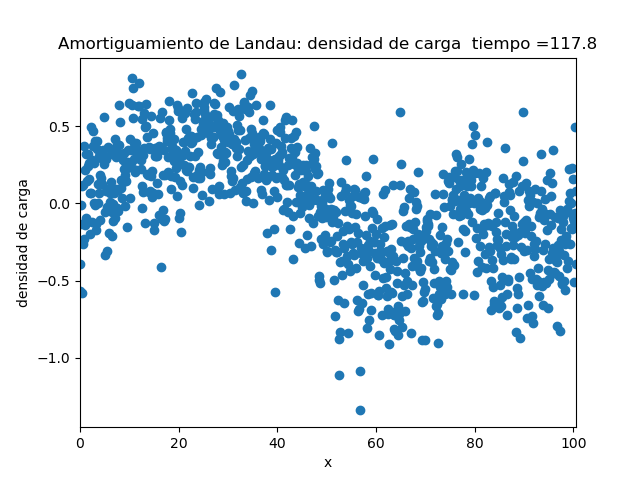 Amortiguamiento de Landau: densidad de carga  tiempo =117.8
0.5
0.0
−0.5
−1.0
densidad de carga
0 20 40 60 80 100
x